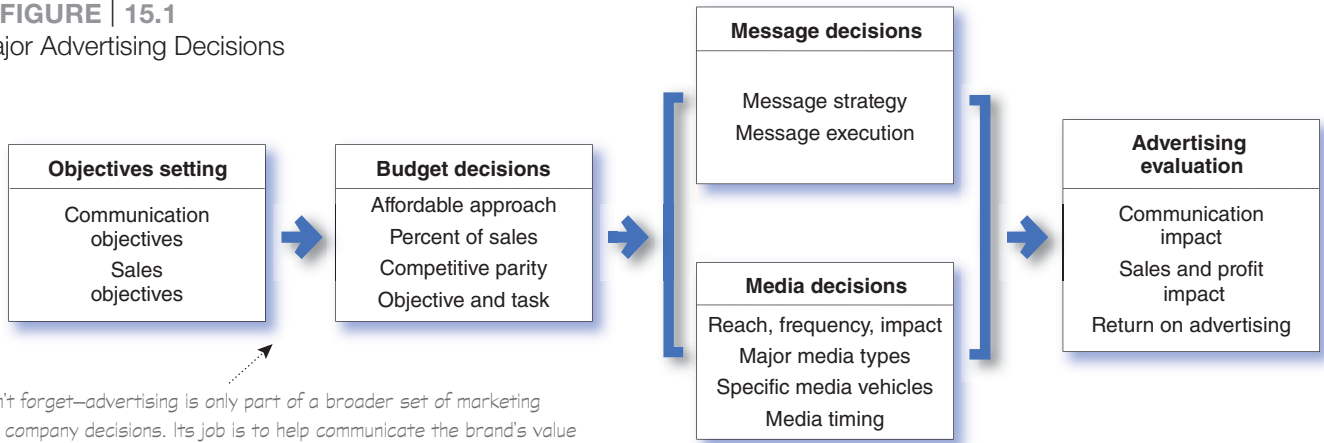 FIGURE | 15.1
ajor Advertising Decisions
Objectives setting
Communication
objectives
Sales
objectives
Budget decisions
Affordable approach
Percent of sales
Competitive parity
Objective and task
Message decisions
Message strategy
Message execution
Media decisions
Reach, frequency, impact
Major media types
Specific media vehicles
Media timing
Advertising
evaluation
Communication
impact
Sales and profit
impact
Return on advertising
n't forget—advertising is only part of a broader set of marketing
company decisions. Its job is to help communicate the brand's value